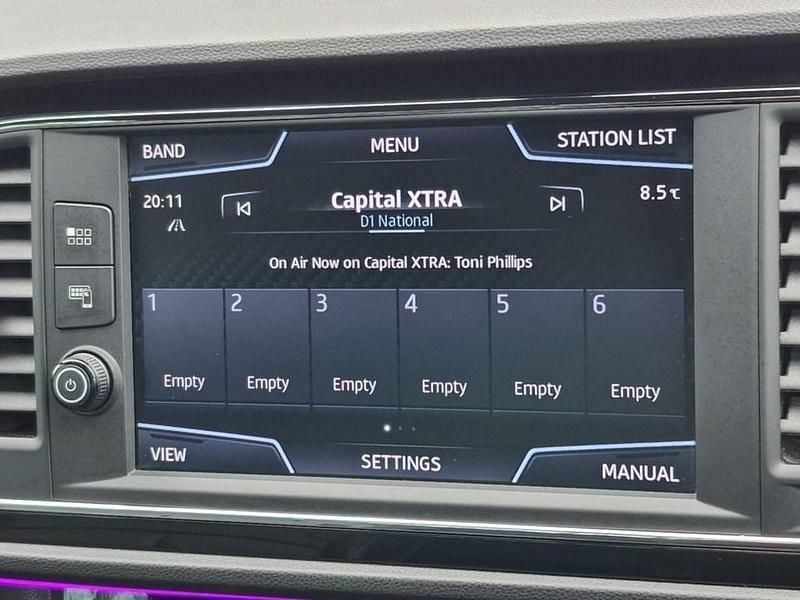 BAND MENU STATION LIST
20:11 Capital XTRA 8.5℃
D1 National
On Air Now on Capital XTRA: Toni Phillips
1 2 3 4 5 6
Empty Empty Empty Empty Empty Empty
VIEW SETTINGS MANUAL